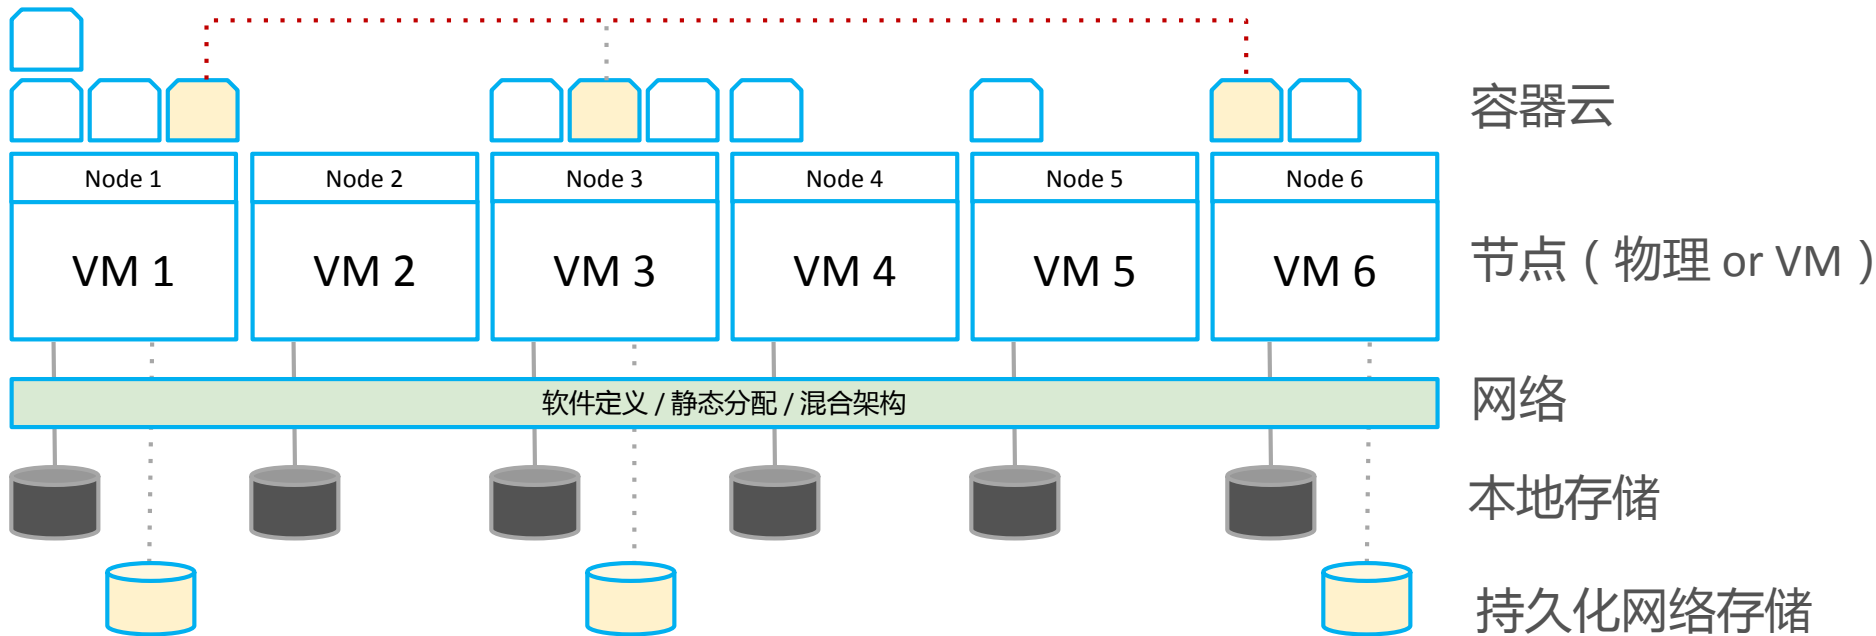 容器云
Node 1
Node 2
Node 3
Node 4
Node 5
Node 6
VM 1
VM 2
VM 3
VM 4
VM 5
VM 6
节点（物理 or VM）
软件定义 / 静态分配 / 混合架构
网络
本地存储
持久化网络存储